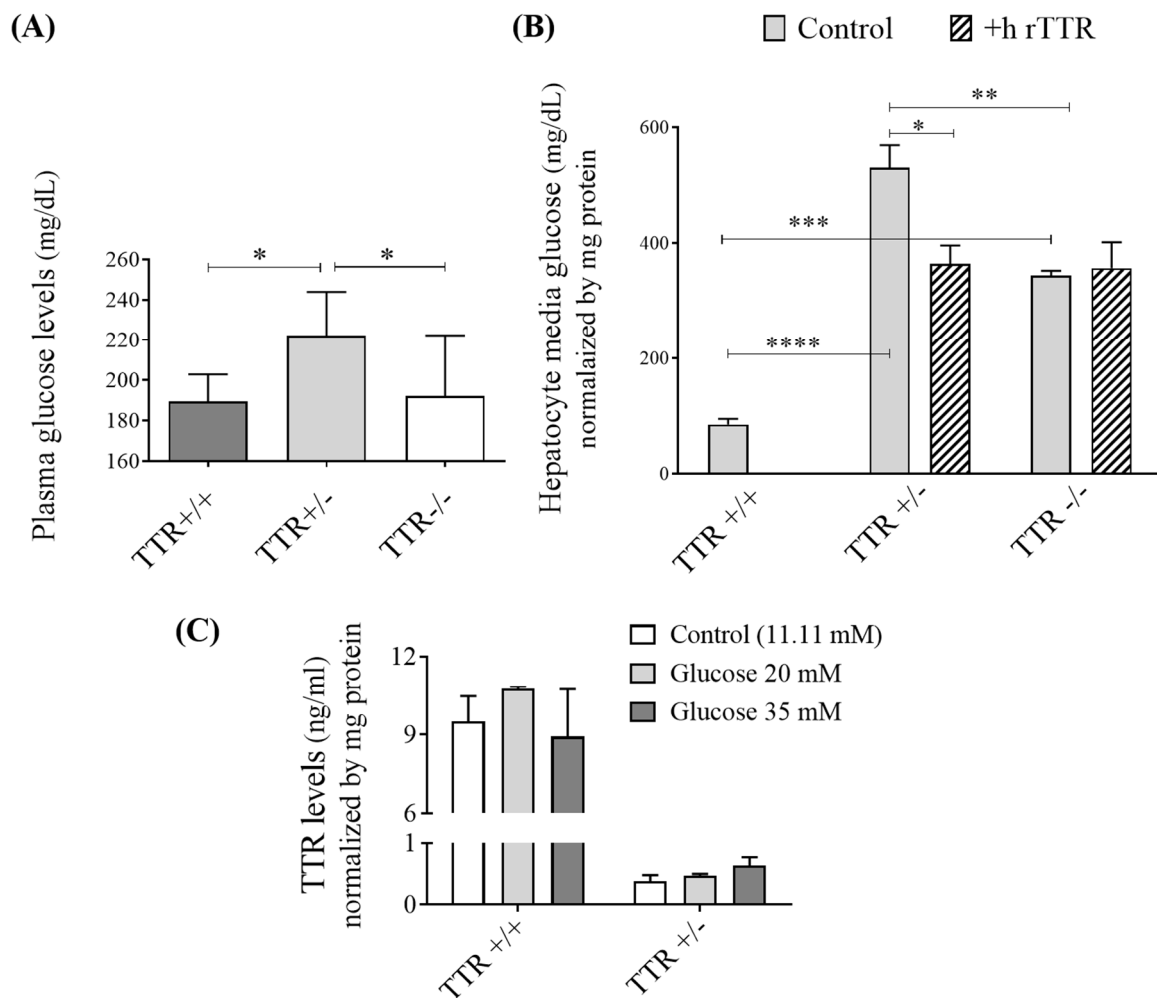 (A)
Plasma glucose levels (mg/dL)
260
240
220
200
180
160
*
*
TTR+/+
TTR+/-
TTR-/-
(B)
Control
+h rTTR
Hepatocyte media glucose (mg/dL)
normalaized by mg protein
600
400
200
0
**
*
***
****
TTR +/+
TTR +/-
TTR -/-
(C)
Control (11.11 mM)
Glucose 20 mM
Glucose 35 mM
TTR levels (ng/ml)
normalized by mg protein
12
9
6
1
0
TTR +/+
TTR +/-